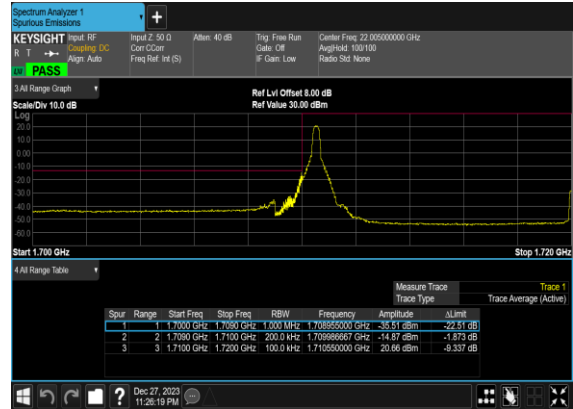 Spectrum Analyzer 1
Spurious Emissions
KEYSIGHT
R T
LW PASS
Input: RF
Coupling: DC
Align: Auto
Input Z: 50 Ω
Corr CCorr
Freq Ref: Int (S)
Atten: 40 dB
Trig: Free Run
Gate: Off
IF Gain: Low
Center Freq: 22.005000000 GHz
Avg|Hold: 100/100
Radio Std: None
3 All Range Graph
Scale/Div 10.0 dB
Ref Lvl Offset 8.00 dB
Ref Value 30.00 dBm
Log
20.0
10.0
0.00
-10.0
-20.0
-30.0
-40.0
-50.0
-60.0
Start 1.700 GHz Stop 1.720 GHz
4 All Range Table
Measure Trace Trace 1
Trace Type Trace Average (Active)
Spur Range Start Freq Stop Freq RBW Frequency Amplitude ΔLimit
1 1 1.7000 GHz 1.7090 GHz 1.000 MHz 1.708955000 GHz -35.51 dBm -22.51 dB
2 2 1.7090 GHz 1.7100 GHz 200.0 kHz 1.709986667 GHz -14.87 dBm -1.873 dB
3 3 1.7100 GHz 1.7200 GHz 100.0 kHz 1.710550000 GHz 20.66 dBm -9.337 dB
?
Dec 27, 2023
11:26:19 PM